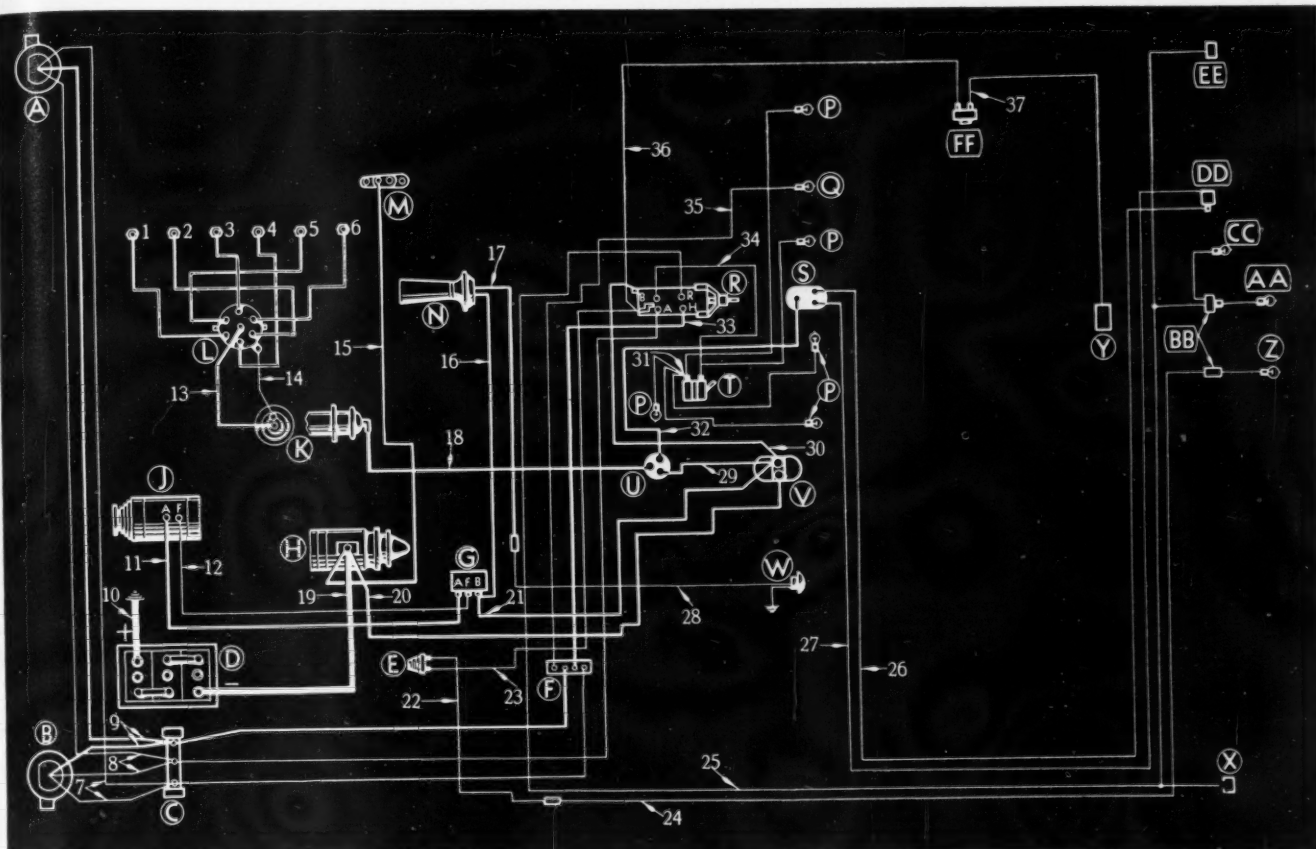 EE
A
P
37
FF
36
M
Q
DD
35
1 2 3 4 5 6
P
34
CC
17
S
R
B R
A H
N
AA
33
L
15
31
Y
BB
Z
16
T
14
P
P
13
32
K
18
30
J
U
29
V
A F
H
G
W
11
12
A F B
10
19
20
21
28
+
27
26
D
E
F
−
23
22
B
9
8
25
X
7
C
24